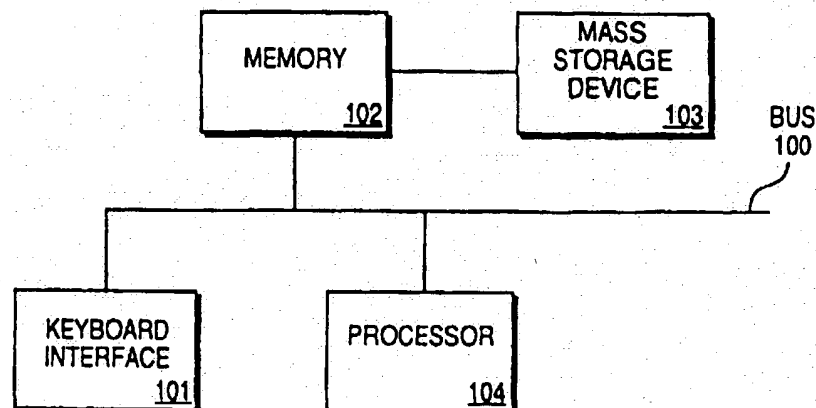 MEMORY
102
MASS
STORAGE
DEVICE
103
BUS
100
KEYBOARD
INTERFACE
101
PROCESSOR
104